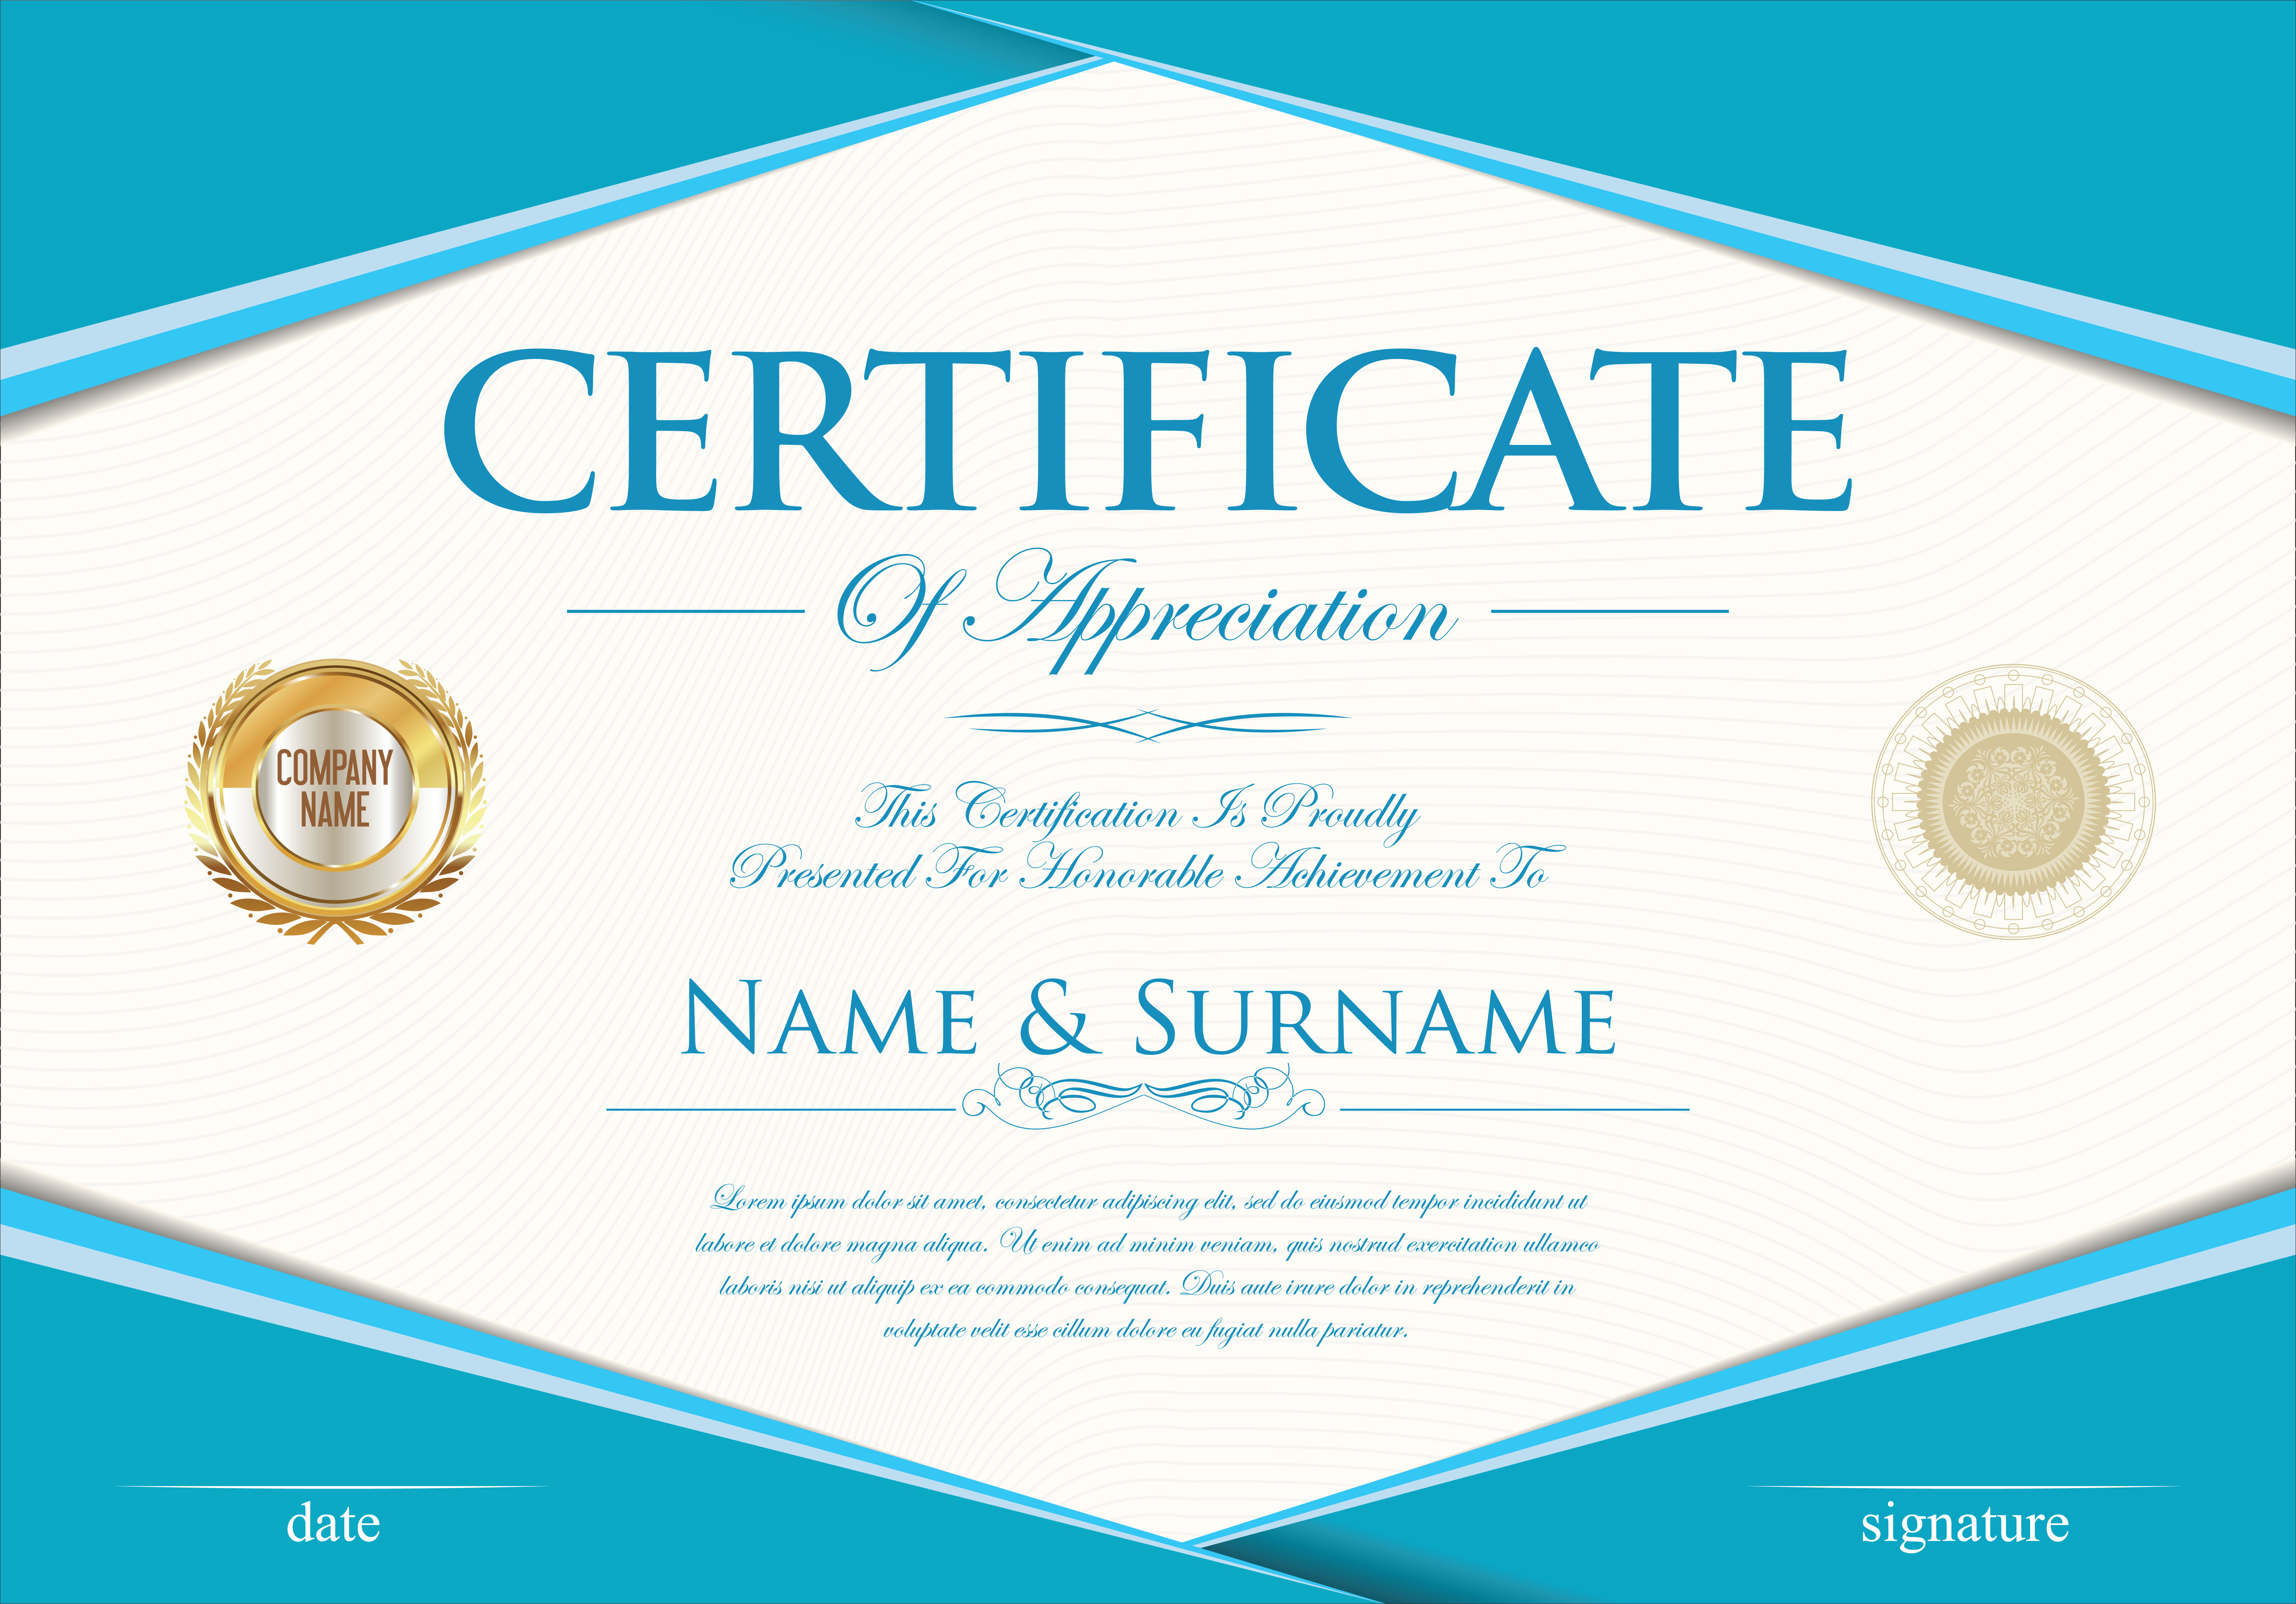 CERTIFICATE
Of Appreciation
COMPANY
NAME
This Certification Is Proudly
Presented For Honorable Achievement To
NAME & SURNAME
Lorem ipsum dolor sit amet, consectetur adipiscing elit, sed do eiusmod tempor incididunt ut
labore et dolore magna aliqua. Ut enim ad minim veniam, quis nostrud exercitation ullamco
laboris nisi ut aliquip ex ea commodo consequat. Duis aute irure dolor in reprehenderit in
voluptate velit esse cillum dolore eu fugiat nulla pariatur.
date
signature